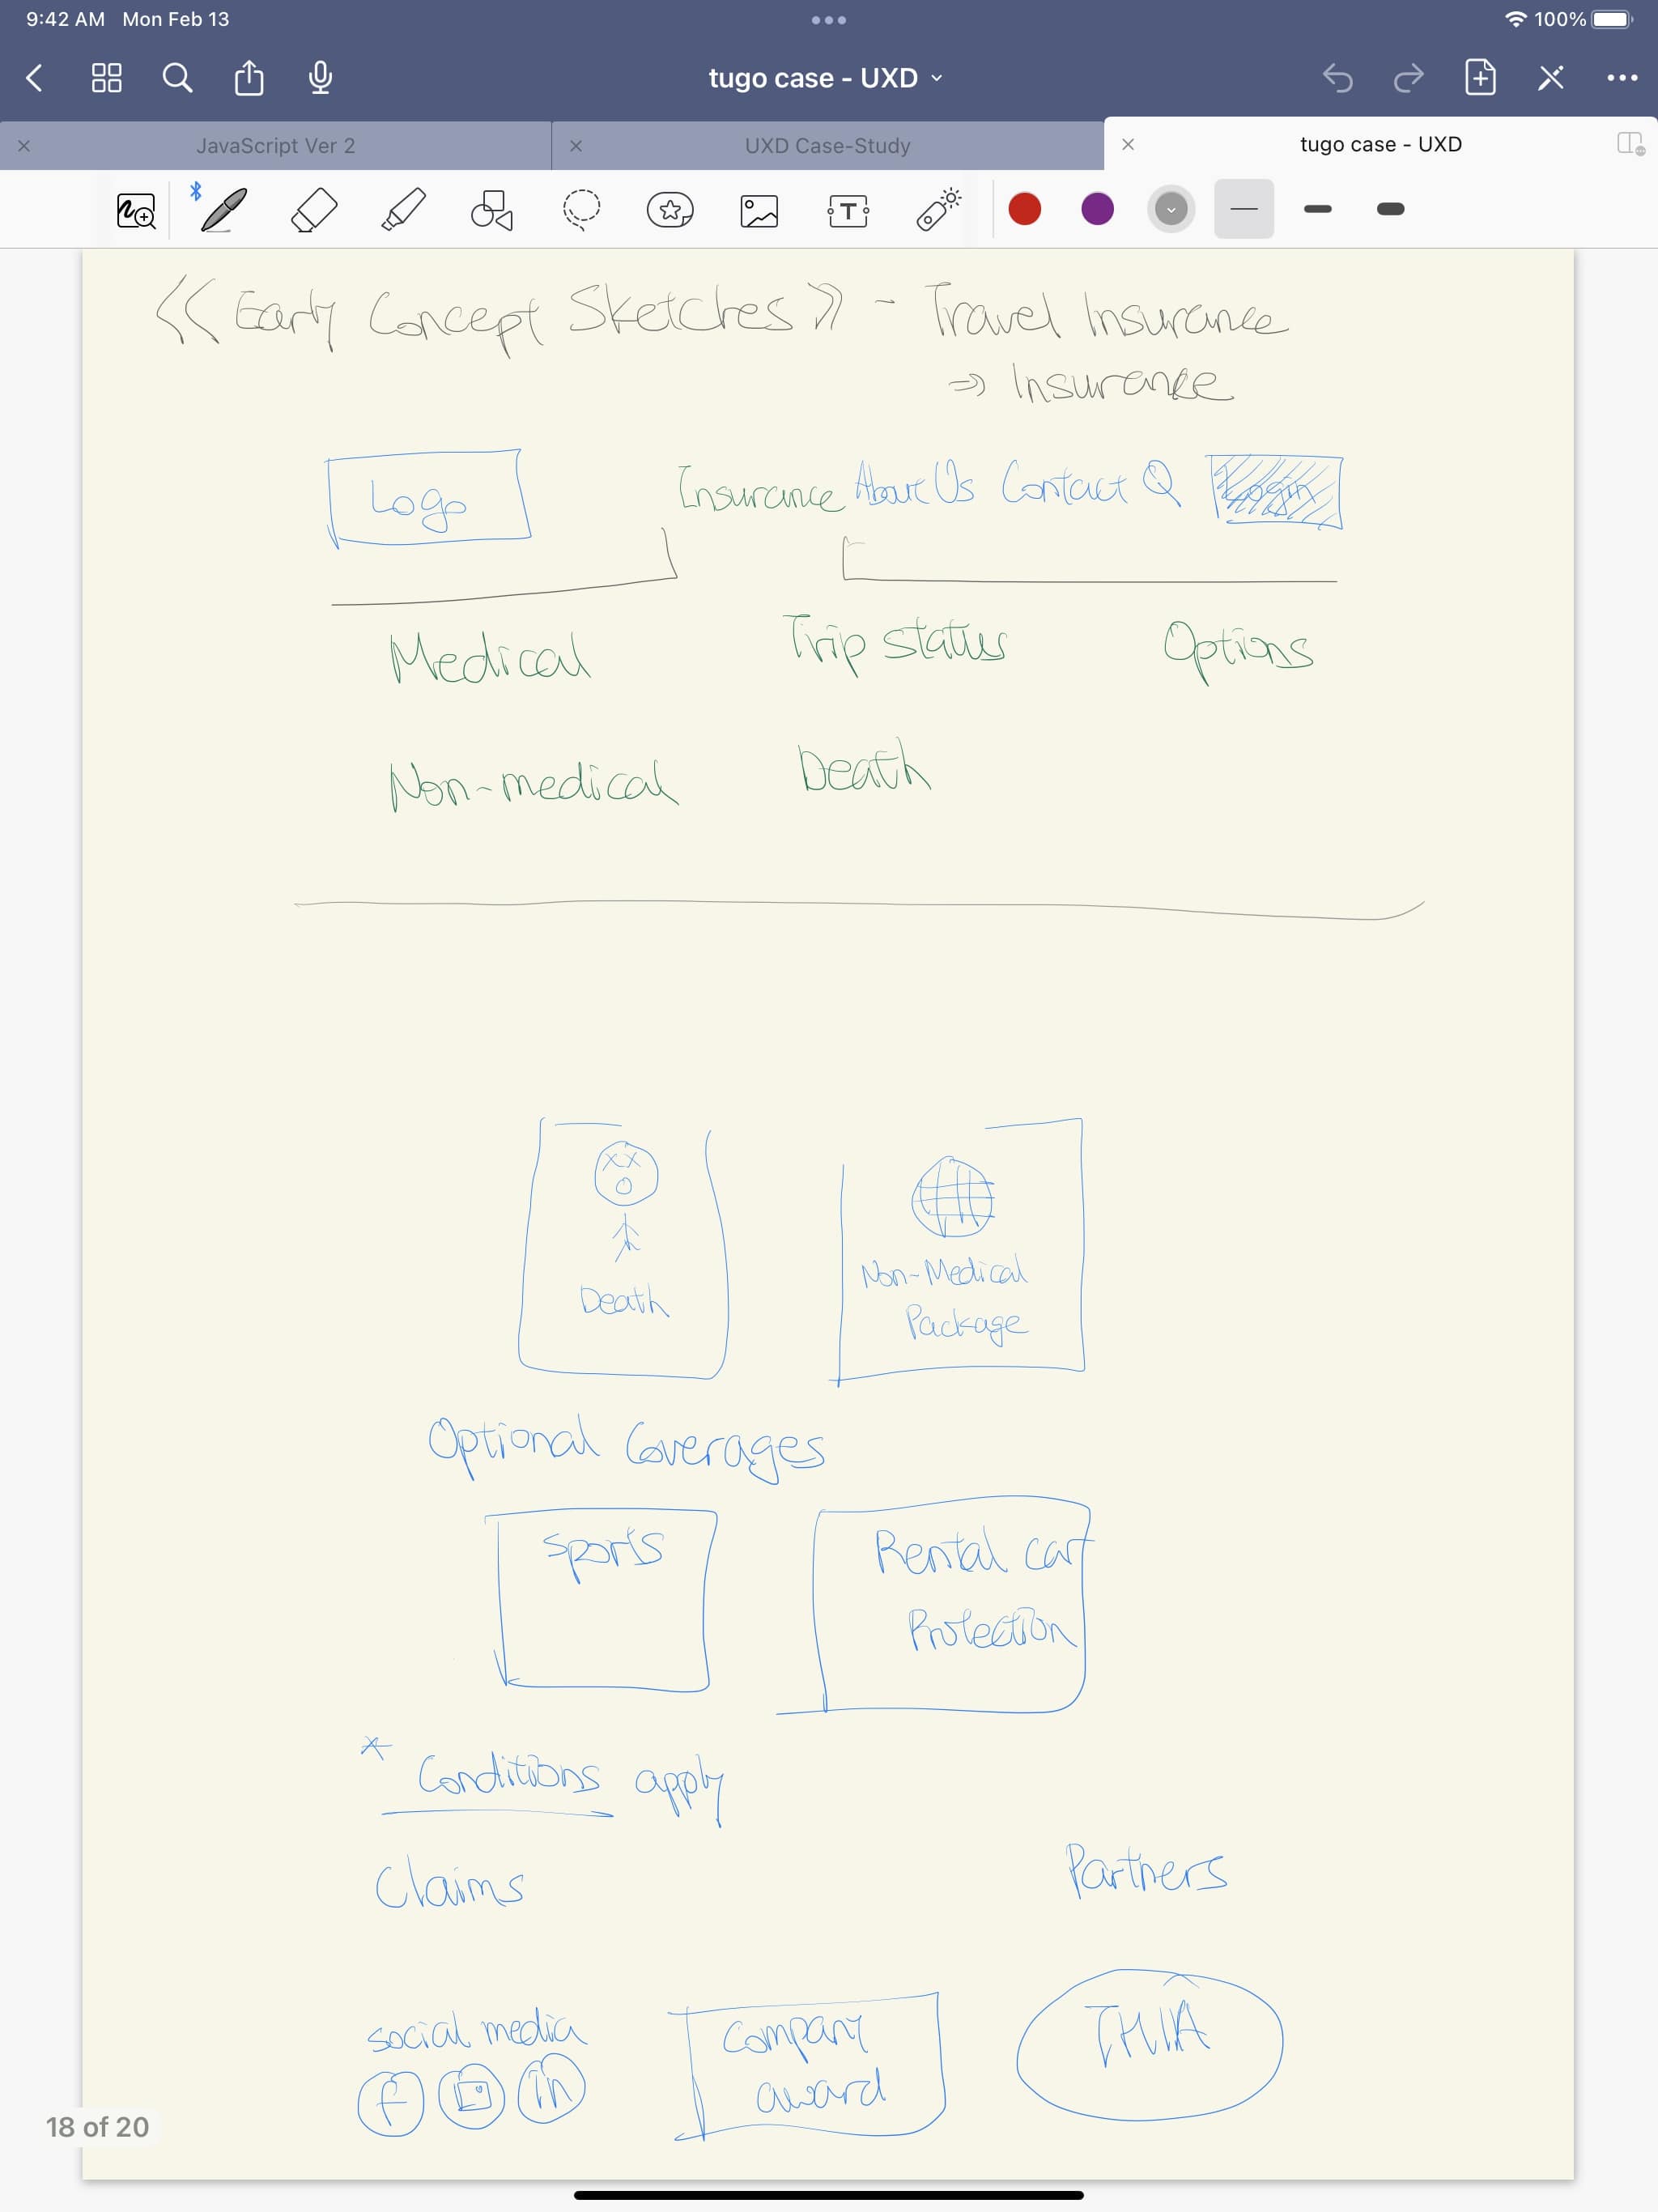 9:42 AM Mon Feb 13
100%
tugo case - UXD
JavaScript Ver 2
UXD Case-Study
tugo case - UXD
T
《Early Concept Sketches》 - Travel Insurance
⇒ Insurance
Logo
Insurance About Us Contact
Login
Medical Trip status Options
Non-medical Death
Death
Non-Medical
Package
Optional Coverages
Sports
Rental car
Protection
* Conditions apply
Claims
Partners
social media
f in
Company
award
THIA
18 of 20